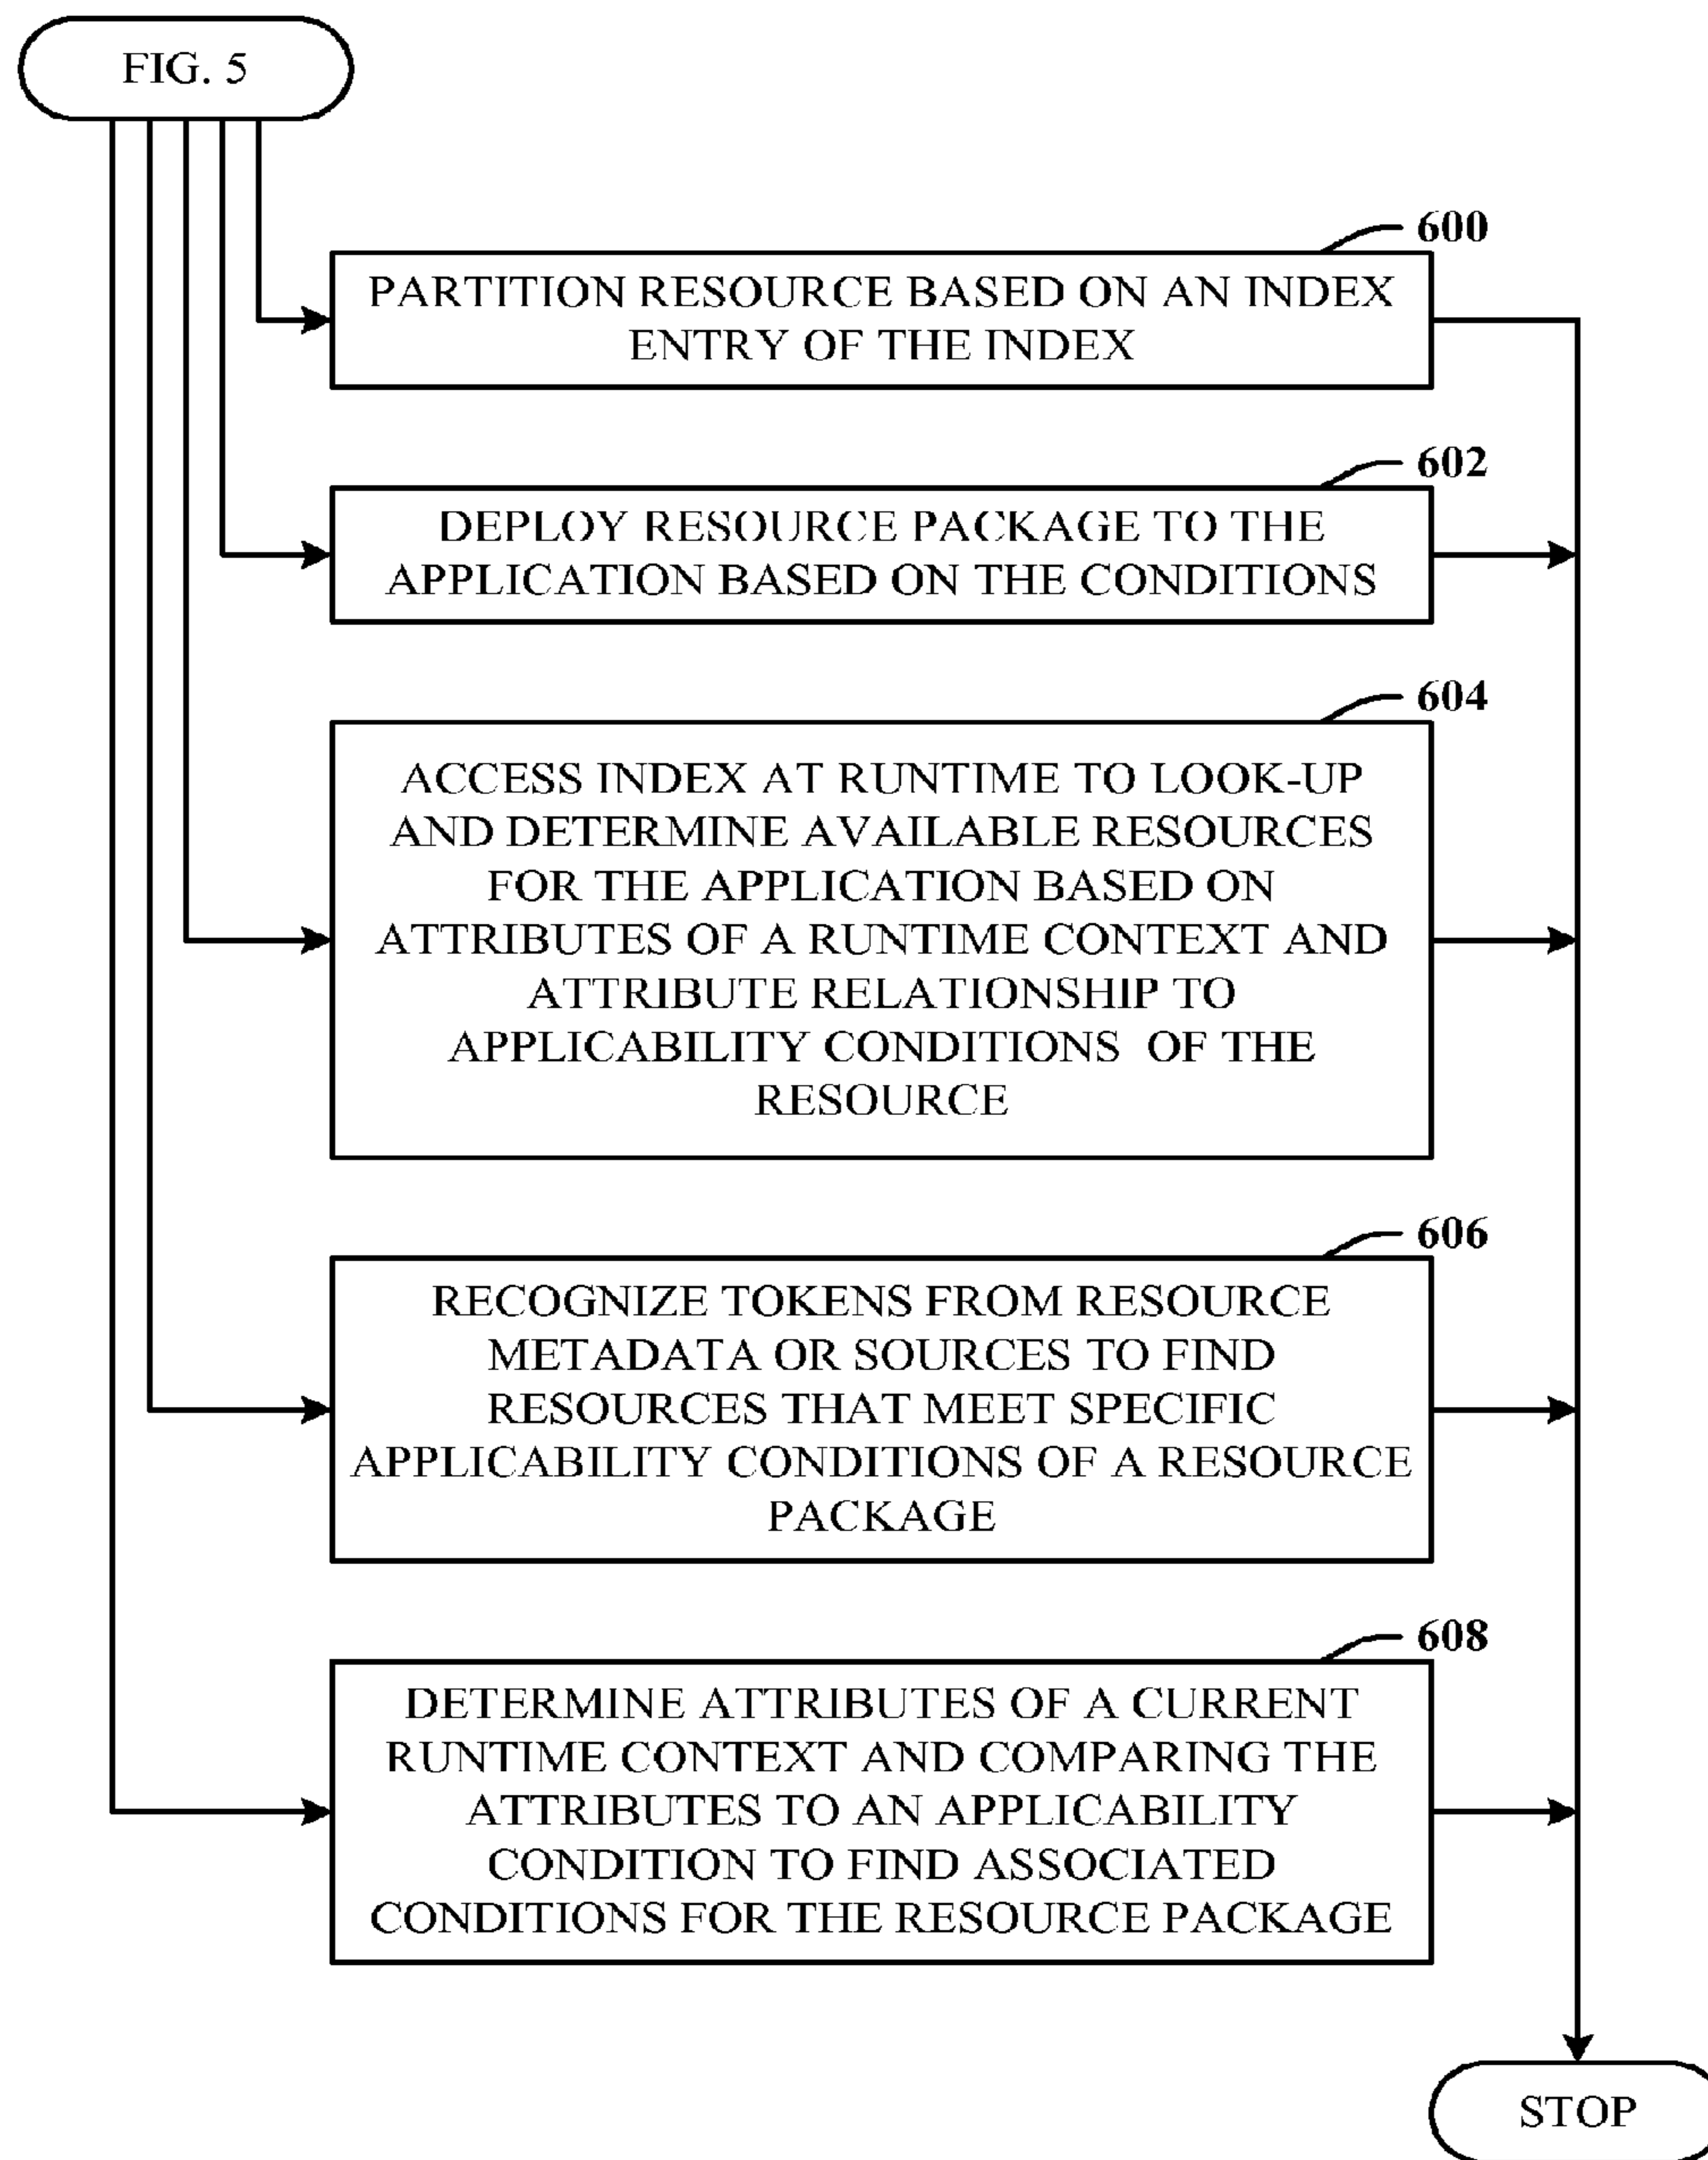 FIG. 5
600
PARTITION RESOURCE BASED ON AN INDEX
ENTRY OF THE INDEX
602
DEPLOY RESOURCE PACKAGE TO THE
APPLICATION BASED ON THE CONDITIONS
604
ACCESS INDEX AT RUNTIME TO LOOK-UP
AND DETERMINE AVAILABLE RESOURCES
FOR THE APPLICATION BASED ON
ATTRIBUTES OF A RUNTIME CONTEXT AND
ATTRIBUTE RELATIONSHIP TO
APPLICABILITY CONDITIONS OF THE
RESOURCE
606
RECOGNIZE TOKENS FROM RESOURCE
METADATA OR SOURCES TO FIND
RESOURCES THAT MEET SPECIFIC
APPLICABILITY CONDITIONS OF A RESOURCE
PACKAGE
608
DETERMINE ATTRIBUTES OF A CURRENT
RUNTIME CONTEXT AND COMPARING THE
ATTRIBUTES TO AN APPLICABILITY
CONDITION TO FIND ASSOCIATED
CONDITIONS FOR THE RESOURCE PACKAGE
STOP